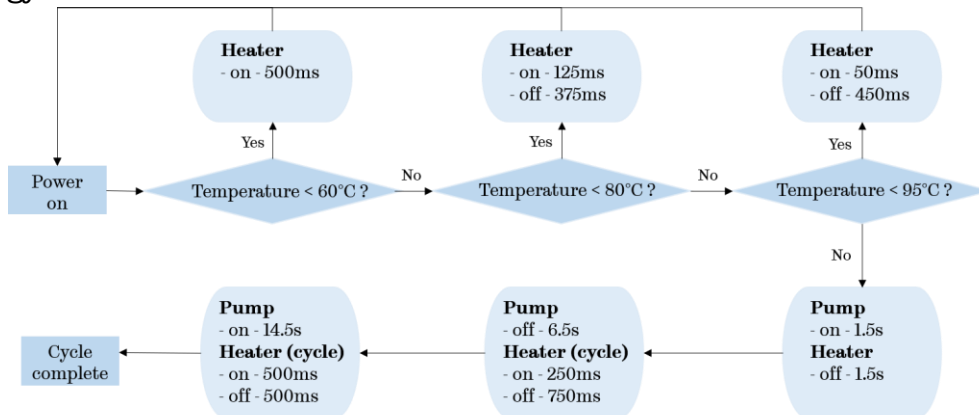 Heater
- on - 500ms
Heater
- on - 125ms
- off - 375ms
Heater
- on - 50ms
- off - 450ms
Yes
Yes
Yes
Power
on
Temperature < 60°C ?
No
Temperature < 80°C ?
No
Temperature < 95°C ?
No
Pump
- on - 14.5s
Heater (cycle)
- on - 500ms
- off - 500ms
Pump
- off - 6.5s
Heater (cycle)
- on - 250ms
- off - 750ms
Pump
- on - 1.5s
Heater
- off - 1.5s
Cycle
complete